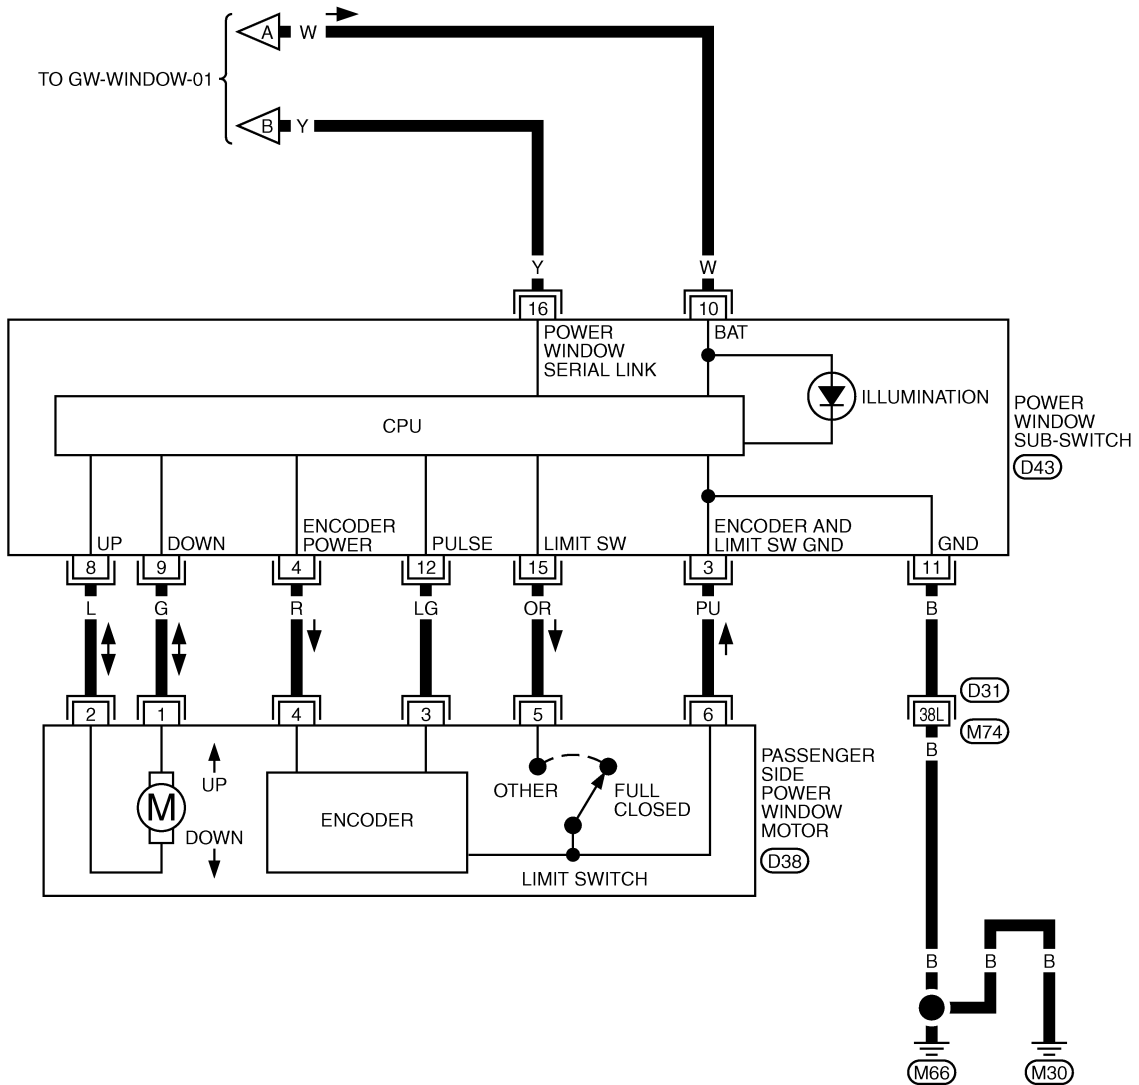 A W
TO GW-WINDOW-01
B Y
Y W
16 10
POWER
WINDOW
SERIAL LINK
BAT
ILLUMINATION
CPU
POWER
WINDOW
SUB-SWITCH
D43
UP
DOWN
ENCODER
POWER
PULSE
LIMIT SW
ENCODER AND
LIMIT SW GND
GND
8 9 4 12 15 3 11
L G R LG OR PU B
D31
2 1 4 3 5 6 38L
M74
B
M
UP
DOWN
ENCODER
OTHER
FULL
CLOSED
LIMIT SWITCH
PASSENGER
SIDE
POWER
WINDOW
MOTOR
D38
B B B
M66 M30